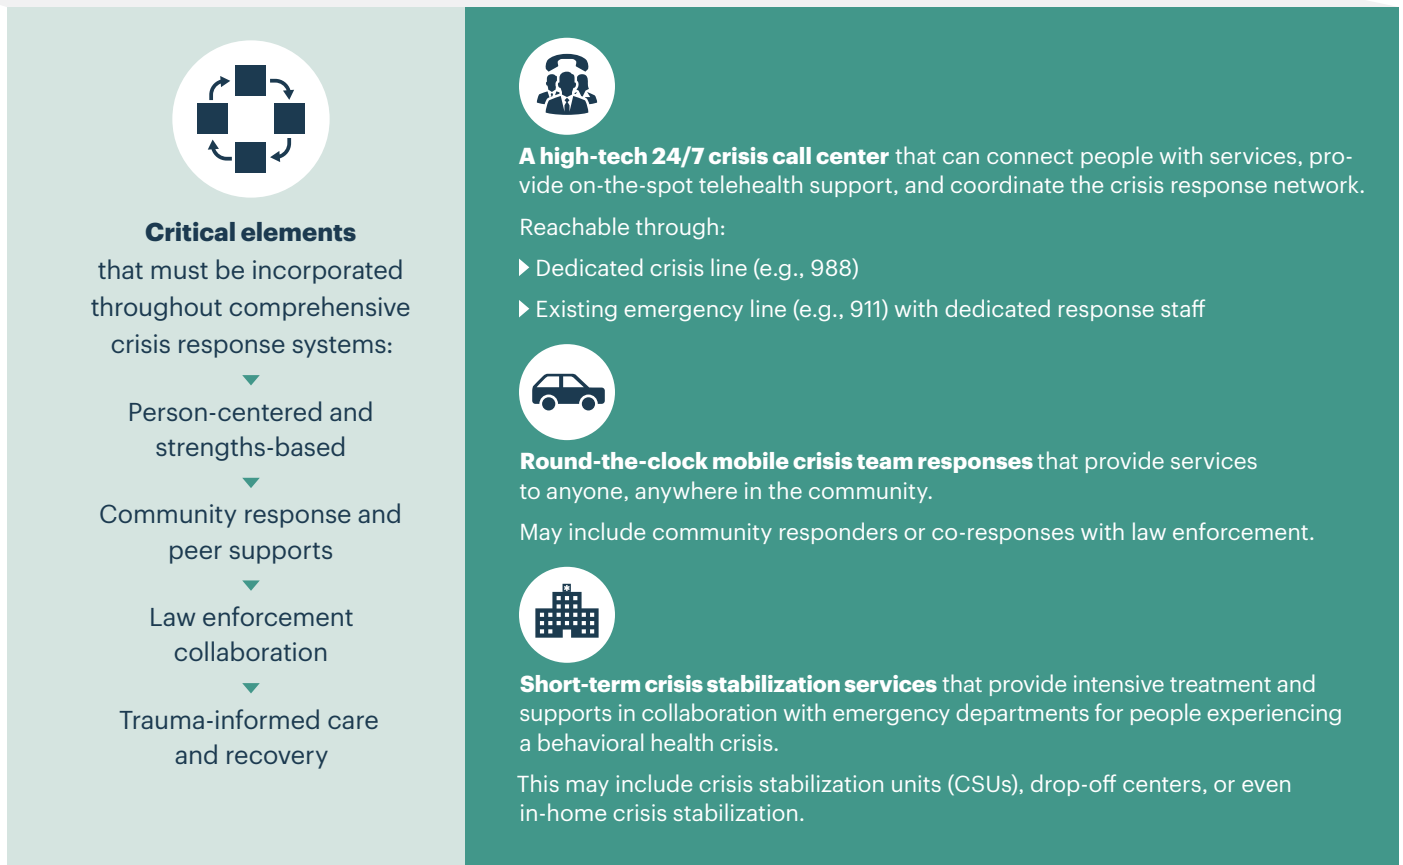 Critical elements
that must be incorporated
throughout comprehensive
crisis response systems:
Person-centered and
strengths-based
Community response and
peer supports
Law enforcement
collaboration
Trauma-informed care
and recovery
A high-tech 24/7 crisis call center that can connect people with services, pro-
vide on-the-spot telehealth support, and coordinate the crisis response network.
Reachable through:
Dedicated crisis line (e.g., 988)
Existing emergency line (e.g., 911) with dedicated response staff
Round-the-clock mobile crisis team responses that provide services
to anyone, anywhere in the community.
May include community responders or co-responses with law enforcement.
Short-term crisis stabilization services that provide intensive treatment and
supports in collaboration with emergency departments for people experiencing
a behavioral health crisis.
This may include crisis stabilization units (CSUs), drop-off centers, or even
in-home crisis stabilization.